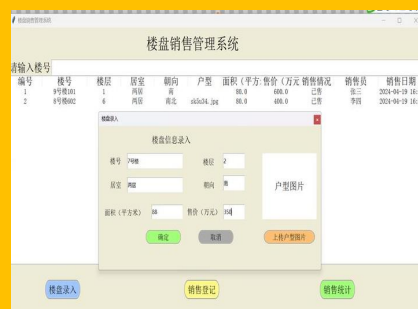 楼盘销售管理系统
楼盘销售管理系统
请输入楼号
编号 楼号 楼层 居室 朝向 户型 面积（平方: 售价（万元 销售情况 销售员 销售日期
1 9号楼101 1 两居 南 80.0 600.0 已售 张三 2024-04-19 16:
2 8号楼602 6 两居 南北 80.0 400.0 已售 李四 2024-04-19 16:
楼盘录入
楼盘信息录入
楼号 7号楼 楼层 2
居室 两居 朝向 南
户型图片
面积（平方米） 88 售价（万元） 350
确定 取消 上传户型图片
楼盘录入 销售登记 销售统计